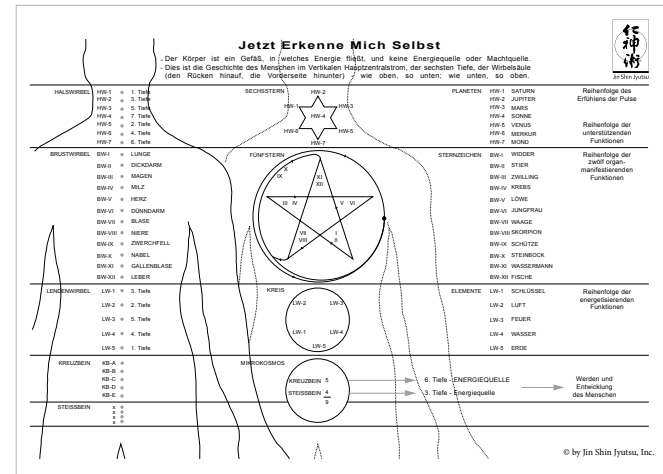 Jetzt Erkenne Mich Selbst
- Der Körper ist ein Gefäß, in welches Energie fließt, und keine Energiequelle oder Machtquelle.
- Dies ist die Geschichte des Menschen im Vertikalen Hauptzentralstrom, der sechsten Tiefe, der Wirbelsäule
(den Rücken hinauf, die Vorderseite hinunter) - wie oben, so unten; wie unten, so oben.
Jin Shin Jyutsu
HALSWIRBEL
HW-1 1. Tiefe
HW-2 3. Tiefe
HW-3 5. Tiefe
HW-4 7. Tiefe
HW-5 2. Tiefe
HW-6 4. Tiefe
HW-7 6. Tiefe
SECHSSTERN
HW-2
HW-1 HW-3
HW-4
HW-6 HW-5
HW-7
PLANETEN
HW-1 SATURN
HW-2 JUPITER
HW-3 MARS
HW-4 SONNE
HW-5 VENUS
HW-6 MERKUR
HW-7 MOND
Reihenfolge des
Erfühlens der Pulse
Reihenfolge der
unterstützenden
Funktionen
BRUSTWIRBEL
BW-I LUNGE
BW-II DICKDARM
BW-III MAGEN
BW-IV MILZ
BW-V HERZ
BW-VI DÜNNDARM
BW-VII BLASE
BW-VIII NIERE
BW-IX ZWERCHFELL
BW-X NABEL
BW-XI GALLENBLASE
BW-XII LEBER
FÜNFSTERN
X
IX
XI
XII
III IV
V VI
VII
VIII
I
II
STERNZEICHEN
BW-I WIDDER
BW-II STIER
BW-III ZWILLING
BW-IV KREBS
BW-V LÖWE
BW-VI JUNGFRAU
BW-VII WAAGE
BW-VIII SKORPION
BW-IX SCHÜTZE
BW-X STEINBOCK
BW-XI WASSERMANN
BW-XII FISCHE
Reihenfolge der
zwölf organ-
manifestierenden
Funktionen
LENDENWIRBEL
LW-1 3. Tiefe
LW-2 2. Tiefe
LW-3 5. Tiefe
LW-4 4. Tiefe
LW-5 1. Tiefe
KREIS
LW-2 LW-3
LW-1 LW-4
LW-5
ELEMENTE
LW-1 SCHLÜSSEL
LW-2 LUFT
LW-3 FEUER
LW-4 WASSER
LW-5 ERDE
Reihenfolge der
energetisierenden
Funktionen
KREUZBEIN
KB-A
KB-B
KB-C
KB-D
KB-E
MIKROKOSMOS
KREUZBEIN 5
STEISSBEIN 4
9
6. Tiefe - ENERGIEQUELLE
3. Tiefe - Energiequelle
Werden und
Entwicklung
des Menschen
STEISSBEIN
x
x
x
x
© by Jin Shin Jyutsu, Inc.